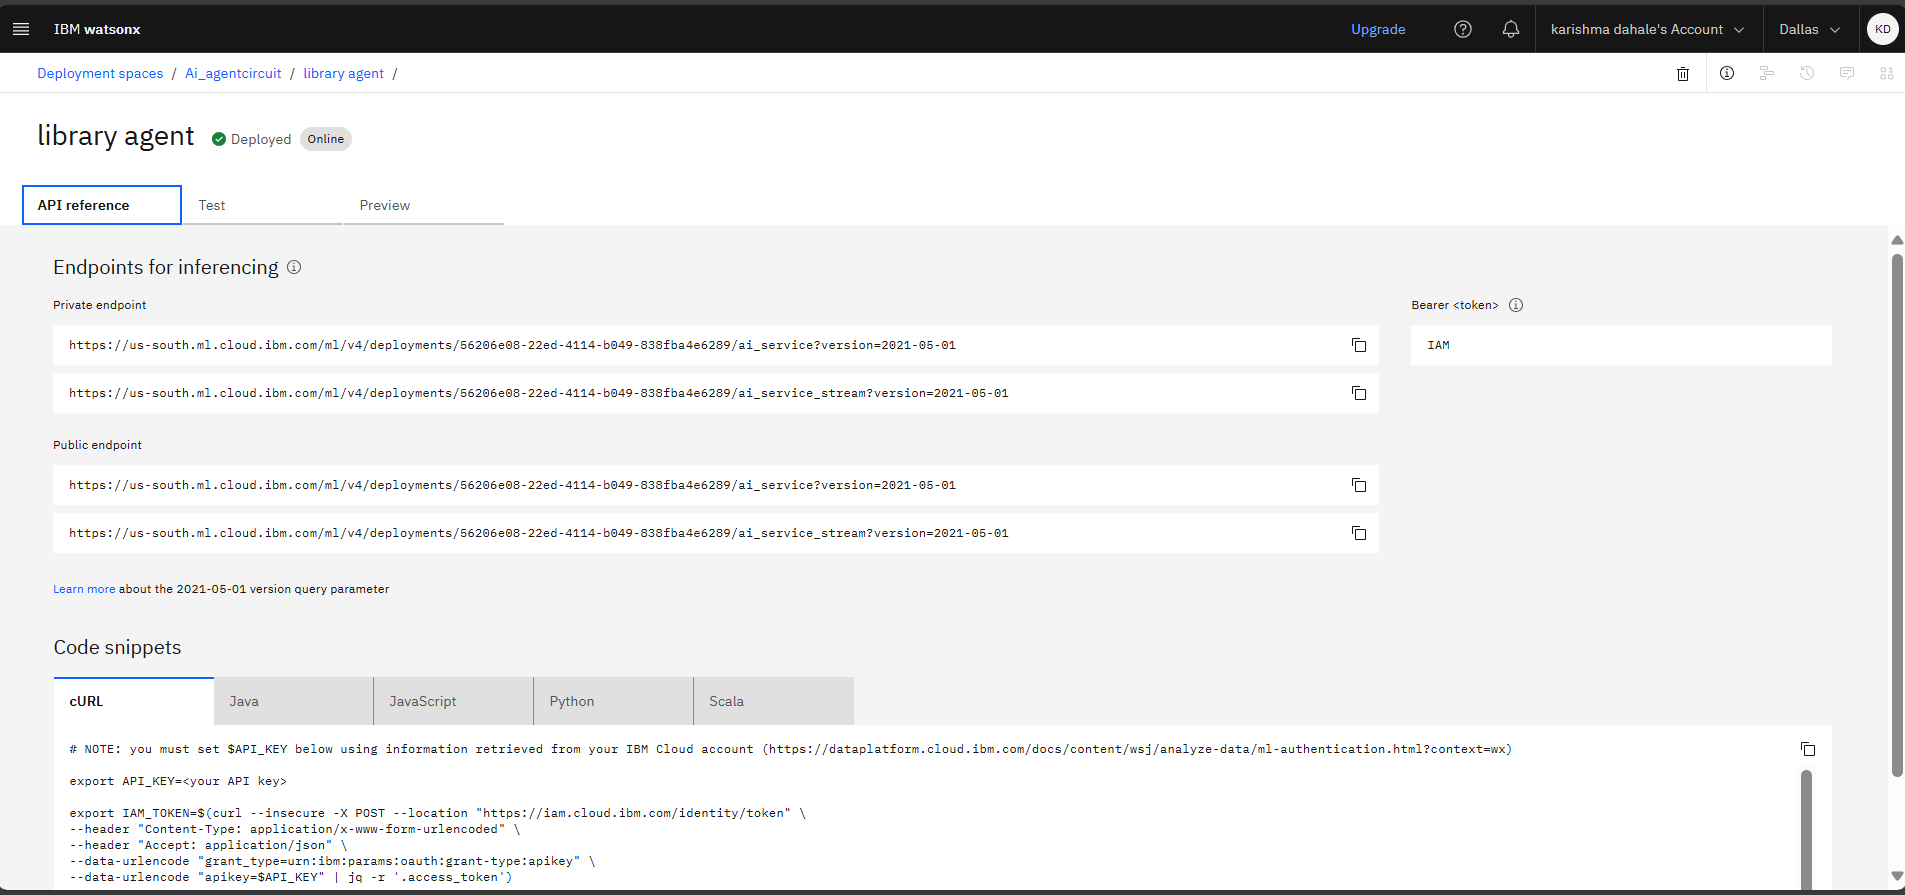 IBM watsonx
Upgrade
karishma dahale's Account
Dallas
KD
Deployment spaces / Ai_agentcircuit / library agent /
library agent
Deployed
Online
API reference
Test
Preview
Endpoints for inferencing
Private endpoint
https://us-south.ml.cloud.ibm.com/ml/v4/deployments/56206e08-22ed-4114-b049-838fba4e6289/ai_service?version=2021-05-01
https://us-south.ml.cloud.ibm.com/ml/v4/deployments/56206e08-22ed-4114-b049-838fba4e6289/ai_service_stream?version=2021-05-01
Bearer <token>
IAM
Public endpoint
https://us-south.ml.cloud.ibm.com/ml/v4/deployments/56206e08-22ed-4114-b049-838fba4e6289/ai_service?version=2021-05-01
https://us-south.ml.cloud.ibm.com/ml/v4/deployments/56206e08-22ed-4114-b049-838fba4e6289/ai_service_stream?version=2021-05-01
Learn more about the 2021-05-01 version query parameter
Code snippets
cURL
Java
JavaScript
Python
Scala
# NOTE: you must set $API_KEY below using information retrieved from your IBM Cloud account (https://dataplatform.cloud.ibm.com/docs/content/wsj/analyze-data/ml-authentication.html?context=wx)
export API_KEY=<your API key>
export IAM_TOKEN=$(curl --insecure -X POST --location "https://iam.cloud.ibm.com/identity/token" \
--header "Content-Type: application/x-www-form-urlencoded" \
--header "Accept: application/json" \
--data-urlencode "grant_type=urn:ibm:params:oauth:grant-type:apikey" \
--data-urlencode "apikey=$API_KEY" | jq -r '.access_token')